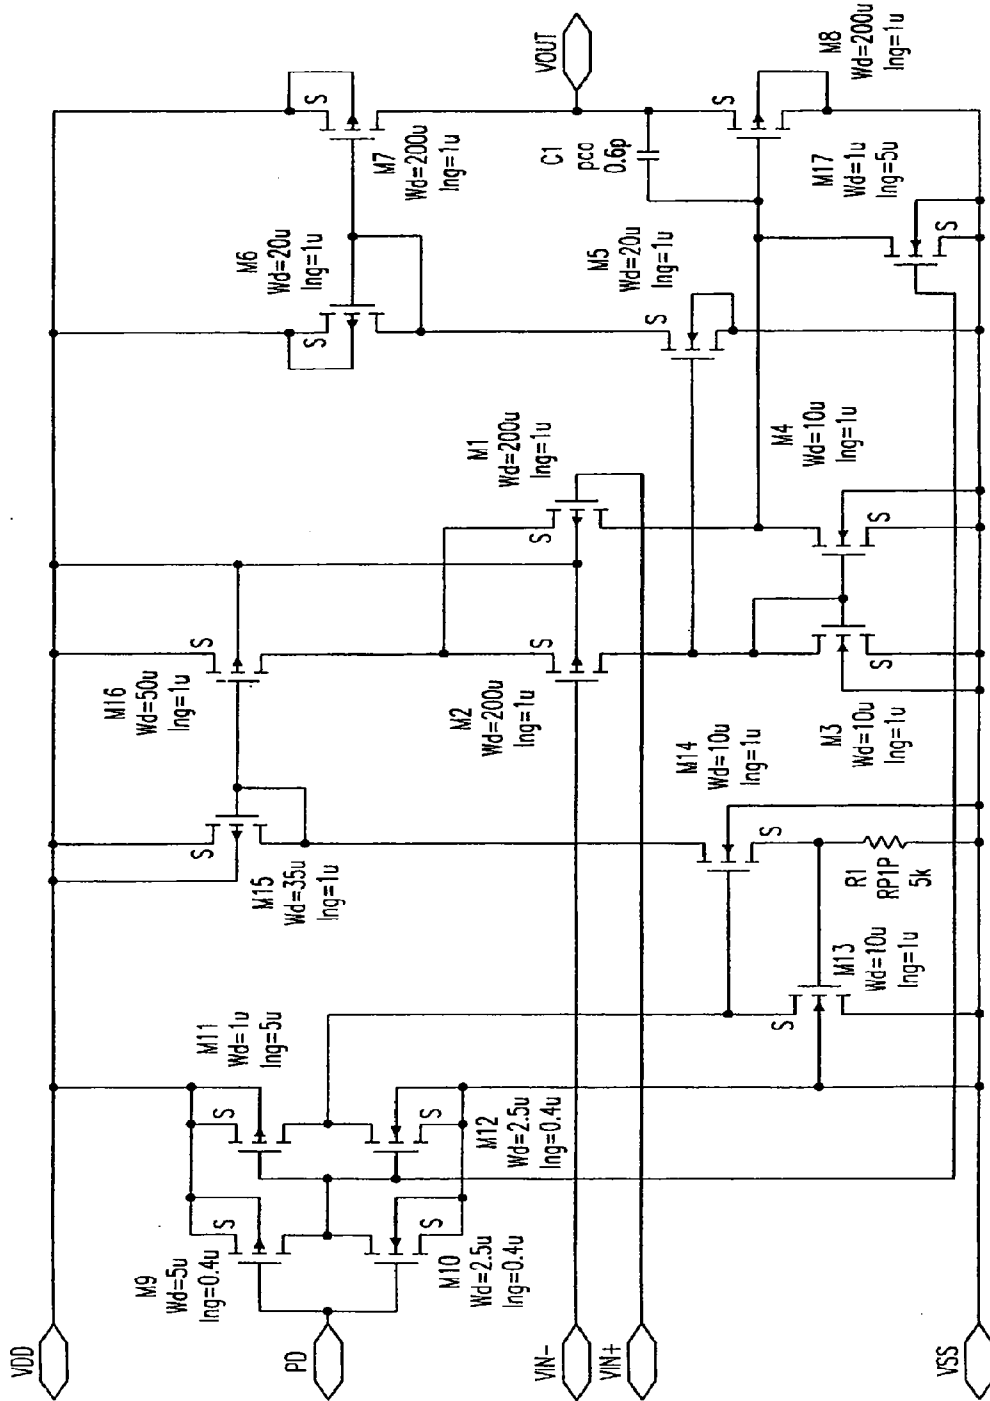 VDD
PD
VIN-
VIN+
VSS
M9
Wd=5u
lng=0.4u
S
M10
Wd=2.5u
lng=0.4u
S
M11
Wd=1u
lng=5u
S
M12
Wd=2.5u
lng=0.4u
S
M13
Wd=10u
lng=1u
S
R1
RP1P
5k
M14
Wd=10u
lng=1u
S
M15
Wd=35u
lng=1u
S
M16
Wd=50u
lng=1u
S
M2
Wd=200u
lng=1u
S
M1
Wd=200u
lng=1u
S
M3
Wd=10u
lng=1u
S
M4
Wd=10u
lng=1u
S
M6
Wd=20u
lng=1u
S
M5
Wd=20u
lng=1u
S
M7
Wd=200u
lng=1u
S
C1
pco
0.6p
M17
Wd=1u
lng=5u
S
M8
Wd=200u
lng=1u
S
VOUT